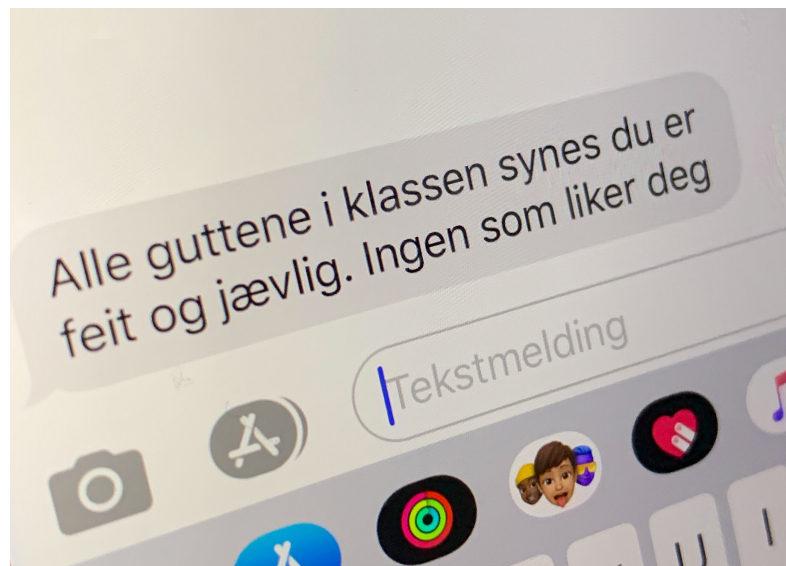 Alle guttene i klassen synes du er
feit og jævlig. Ingen som liker deg
Tekstmelding
U
I